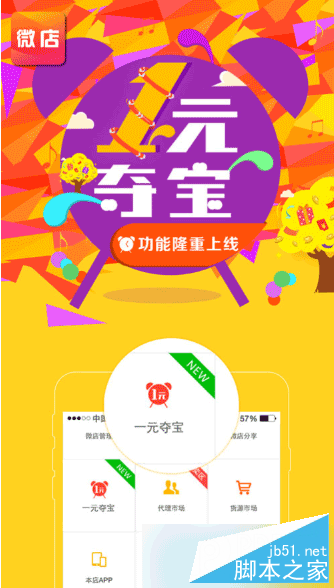 微店
1元
夺宝
功能隆重上线
NEW
1元
一元夺宝
中国
57%
微店管理
微店分享
NEW
1元
一元夺宝
代理市场
货源市场
本店APP
jb51.net
脚本之家